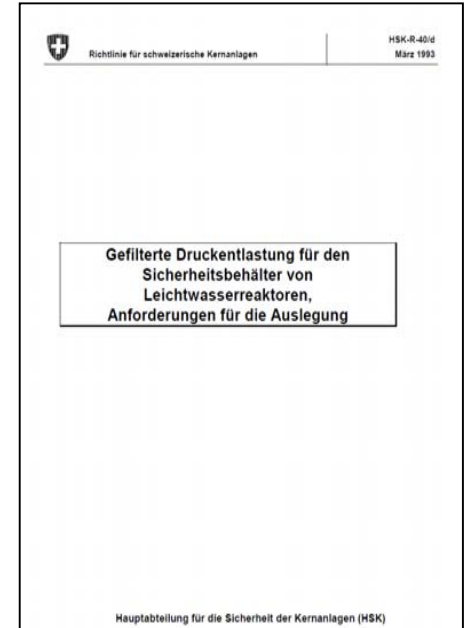 HSK-R-40/d
Richtlinie für schweizerische Kernanlagen
März 1993
Gefilterte Druckentlastung für den
Sicherheitsbehälter von
Leichtwasserreaktoren,
Anforderungen für die Auslegung
Hauptabteilung für die Sicherheit der Kernanlagen (HSK)